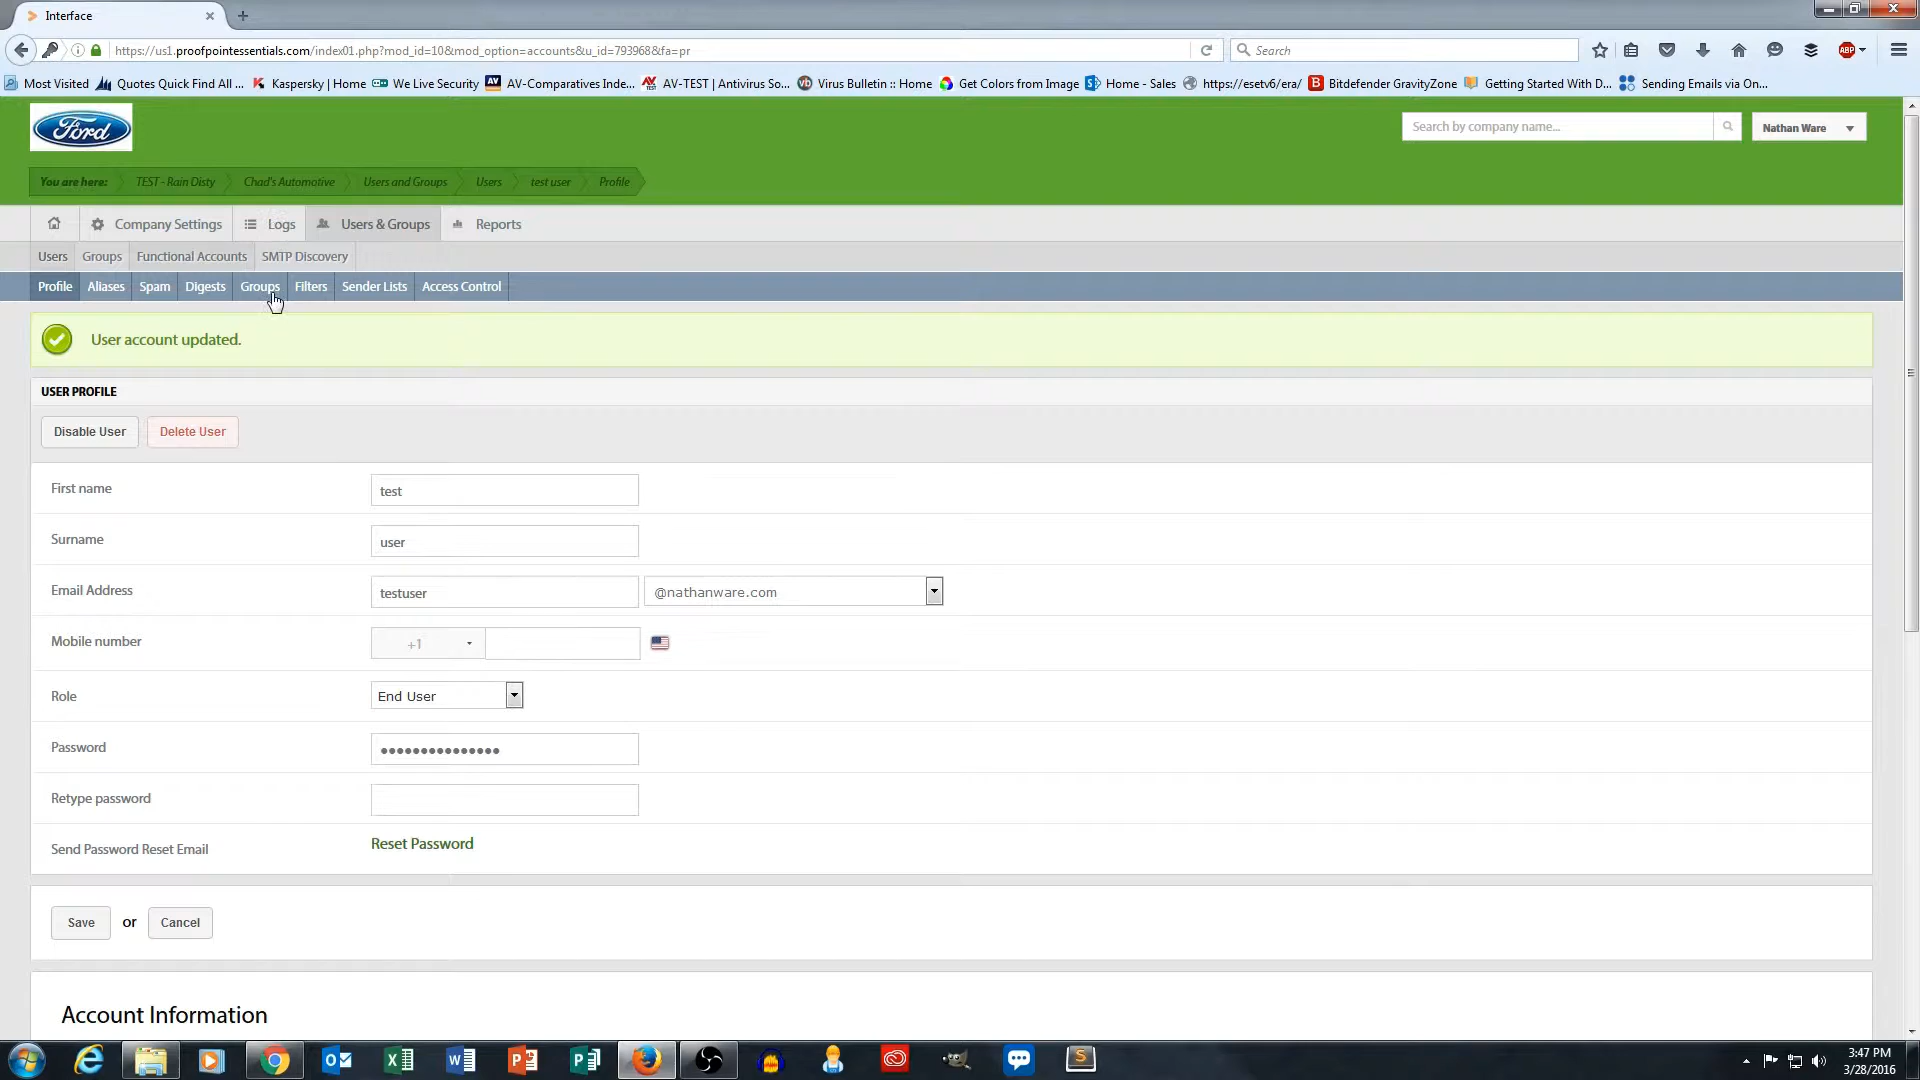 Interface
https://us1.proofpointessentials.com/index01.php?mod_id=10&mod_option=accounts&u_id=793968&fa=pr
Search
ABP
Most Visited
Quotes Quick Find All ...
Kaspersky | Home
We Live Security
AV-Comparatives Inde...
AV-TEST | Antivirus So...
Virus Bulletin :: Home
Get Colors from Image
Home - Sales
https://esetv6/era/
Bitdefender GravityZone
Getting Started With D...
Sending Emails via On...
Ford
Search by company name...
Nathan Ware
You are here:
TEST - Rain Disty
Chad's Automotive
Users and Groups
Users
test user
Profile
Company Settings
Logs
Users & Groups
Reports
Users
Groups
Functional Accounts
SMTP Discovery
Profile
Aliases
Spam
Digests
Groups
Filters
Sender Lists
Access Control
User account updated.
USER PROFILE
Disable User
Delete User
First name
test
Surname
user
Email Address
testuser
@nathanware.com
Mobile number
+1
Role
End User
Password
•••••••••••••••
Retype password
Send Password Reset Email
Reset Password
Save
or
Cancel
Account Information
3:47 PM
3/28/2016